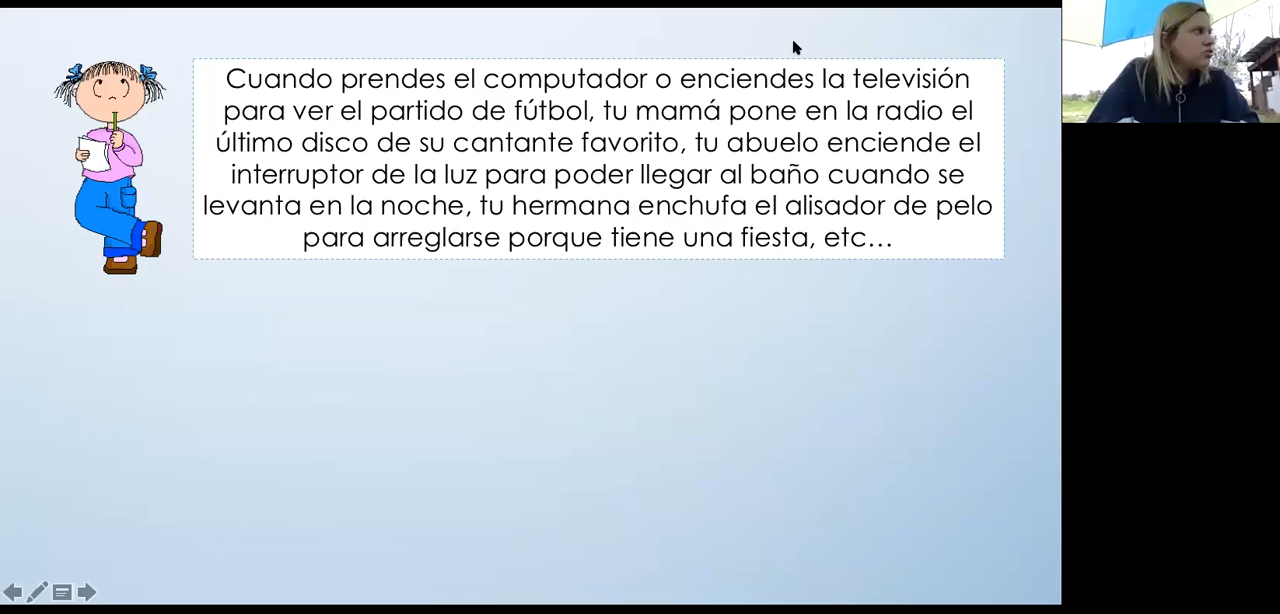 Cuando prendes el computador o enciendes la televisión
para ver el partido de fútbol, tu mamá pone en la radio el
último disco de su cantante favorito, tu abuelo enciende el
interruptor de la luz para poder llegar al baño cuando se
levanta en la noche, tu hermana enchufa el alisador de pelo
para arreglarse porque tiene una fiesta, etc…